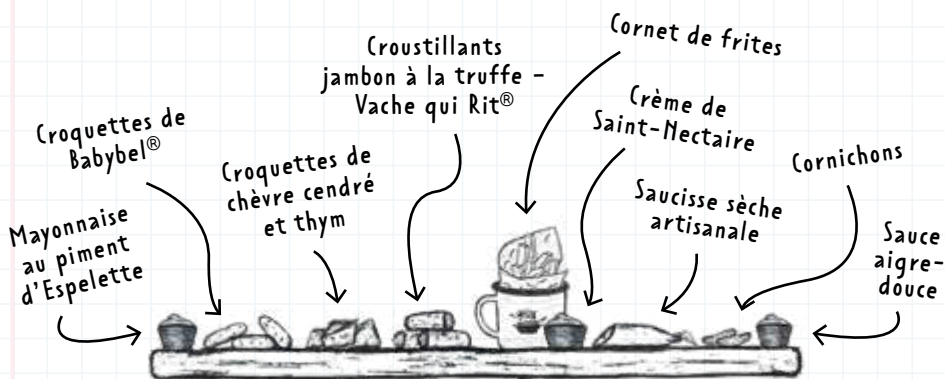 Cornet de frites
Croustillants
jambon à la truffe –
Vache qui Rit®
Crème de
Saint-Nectaire
Croquettes de
Babybel®
Croquettes de
chèvre cendré
et thym
Cornichons
Saucisse sèche
artisanale
Mayonnaise
au piment
d'Espelette
Sauce
aigre-
douce